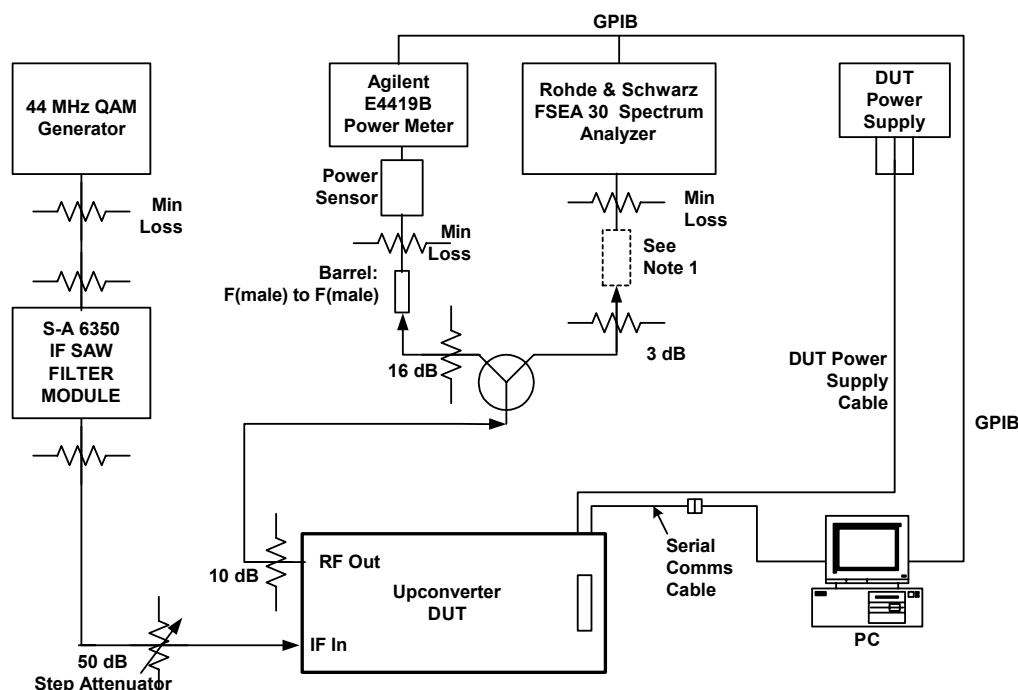 GPIB
44 MHz QAM
Generator
Agilent
E4419B
Power Meter
Rohde & Schwarz
FSEA 30 Spectrum
Analyzer
DUT
Power
Supply
Power
Sensor
Min
Loss
Min
Loss
Min
Loss
See
Note 1
Barrel:
F(male) to F(male)
S-A 6350
IF SAW
FILTER
MODULE
16 dB
3 dB
DUT Power
Supply
Cable
GPIB
10 dB
RF Out
Upconverter
DUT
IF In
Serial
Comms
Cable
PC
50 dB
Step Attenuator